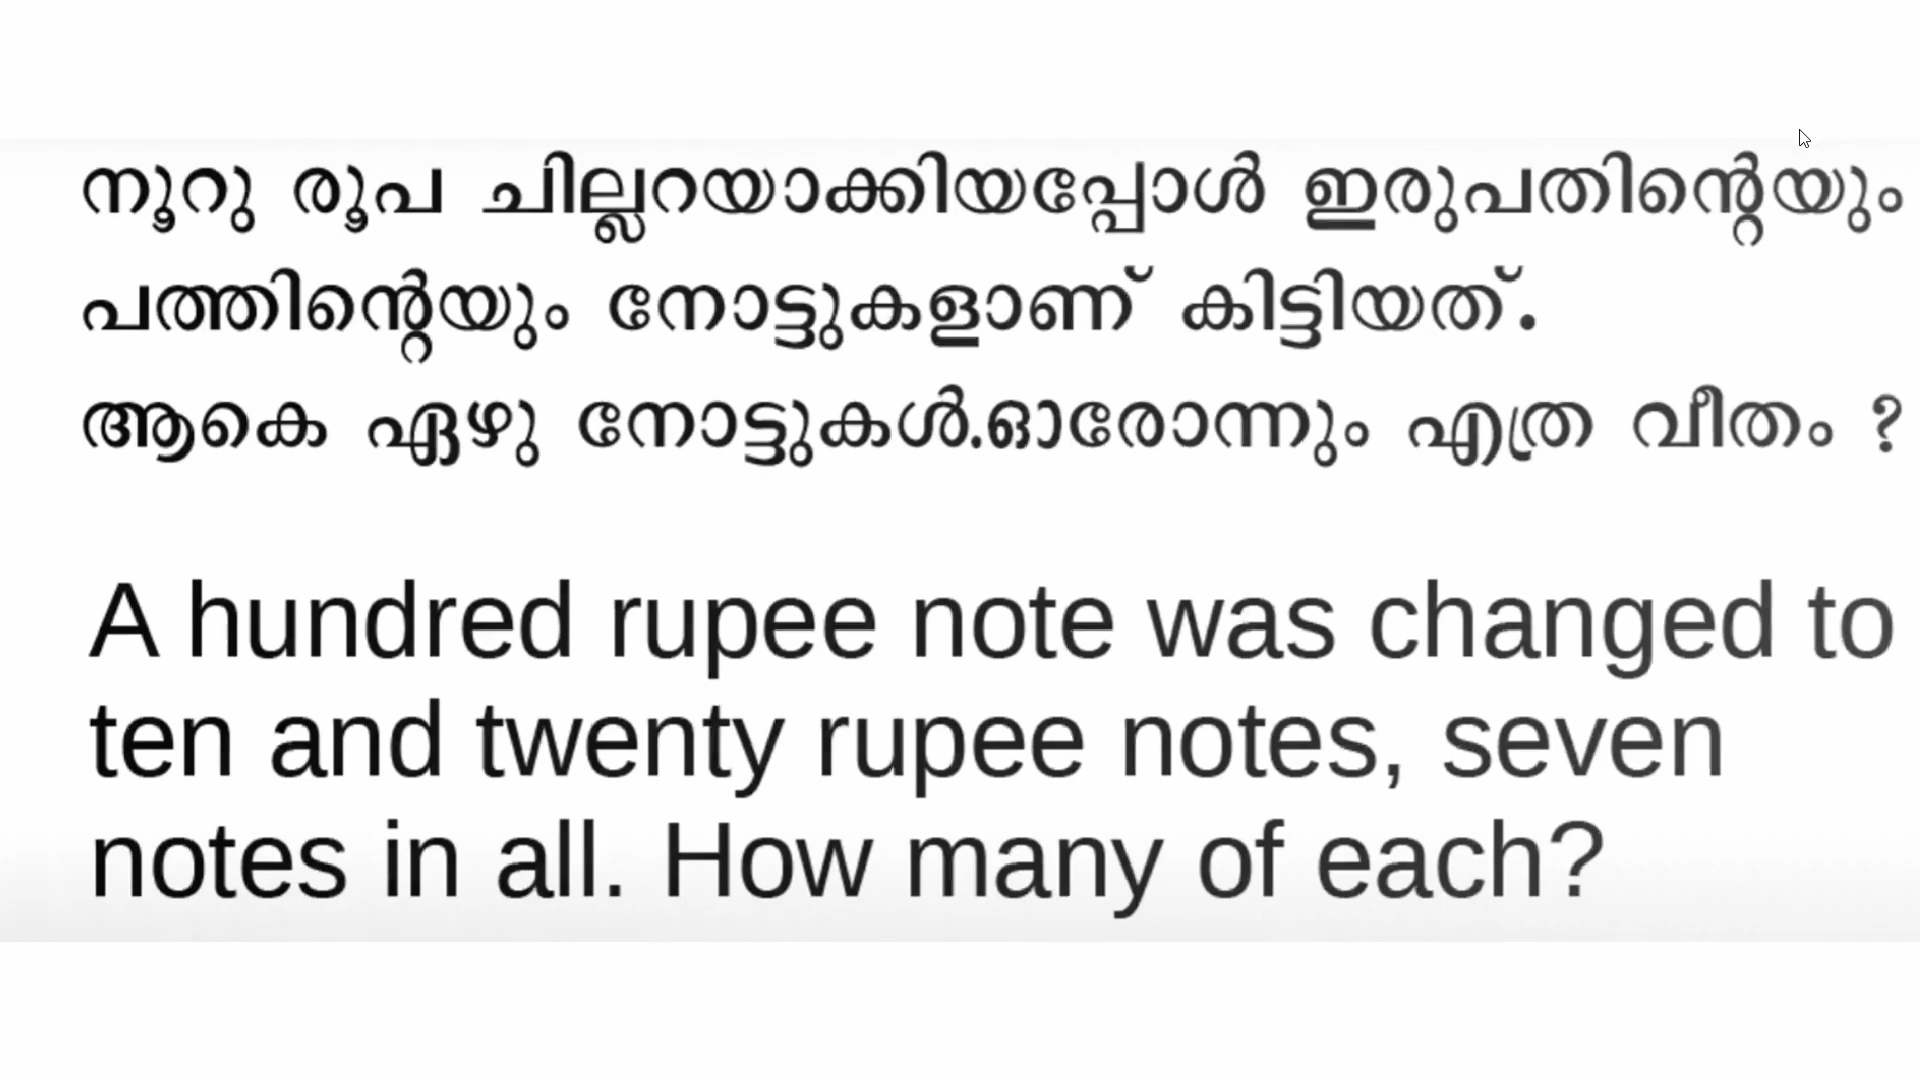 നൂറു രൂപ ചില്ലറയാക്കിയപ്പോൾ ഇരുപതിന്റെയും
പത്തിന്റെയും നോട്ടുകളാണ് കിട്ടിയത്.
ആകെ ഏഴു നോട്ടുകൾ.ഓരോന്നും എത്ര വീതം ?
A hundred rupee note was changed to
ten and twenty rupee notes, seven
notes in all. How many of each?